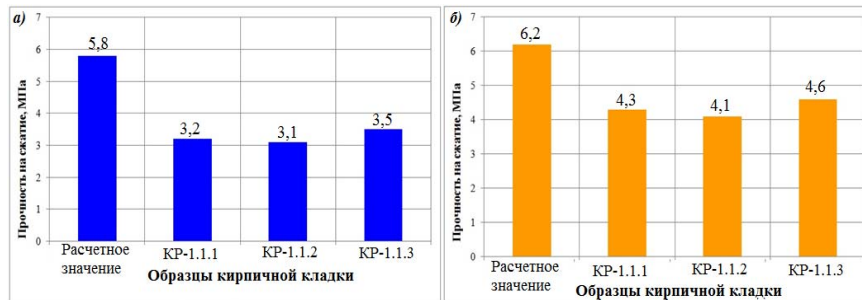 а)
Прочность на сжатие, МПа
7
6
5
4
3
2
1
0
5,8
3,2
3,1
3,5
Расчетное
значение
КР-1.1.1
КР-1.1.2
КР-1.1.3
Образцы кирпичной кладки
б)
Прочность на сжатие, МПа
7
6
5
4
3
2
1
0
6,2
4,3
4,1
4,6
Расчетное
значение
КР-1.1.1
КР-1.1.2
КР-1.1.3
Образцы кирпичной кладки